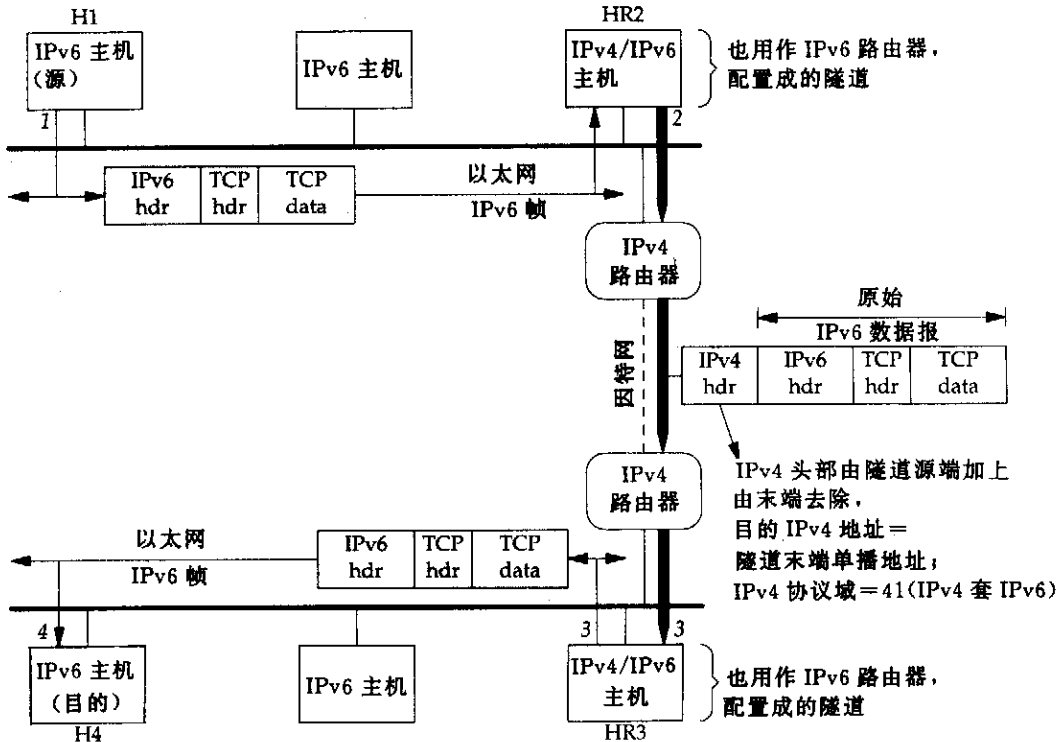 H1
HR2
IPv6 主机
(源)
IPv6 主机
IPv4/IPv6
主机
也用作 IPv6 路由器，
配置成的隧道
1
2
IPv6
hdr
TCP
hdr
TCP
data
以太网
IPv6 帧
IPv4
路由器
原始
IPv6 数据报
IPv4
hdr
IPv6
hdr
TCP
hdr
TCP
data
因特网
IPv4
路由器
IPv4 头部由隧道源端加上
由末端去除，
目的 IPv4 地址＝
隧道末端单播地址；
IPv4 协议域＝41(IPv4 套 IPv6)
以太网
IPv6 帧
IPv6
hdr
TCP
hdr
TCP
data
4
3
3
IPv6 主机
(目的)
IPv6 主机
IPv4/IPv6
主机
也用作 IPv6 路由器，
配置成的隧道
H4
HR3